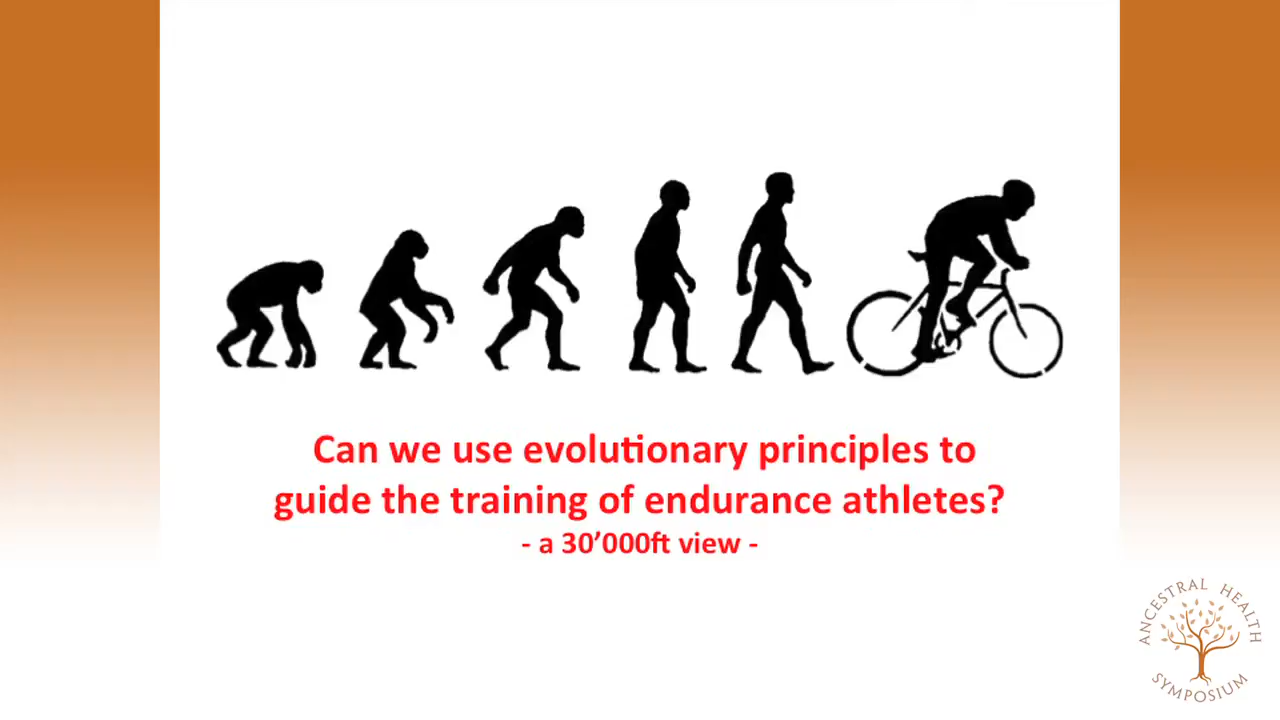 Can we use evolutionary principles to
guide the training of endurance athletes?
- a 30’000ft view -
ANCESTRAL HEALTH
SYMPOSIUM